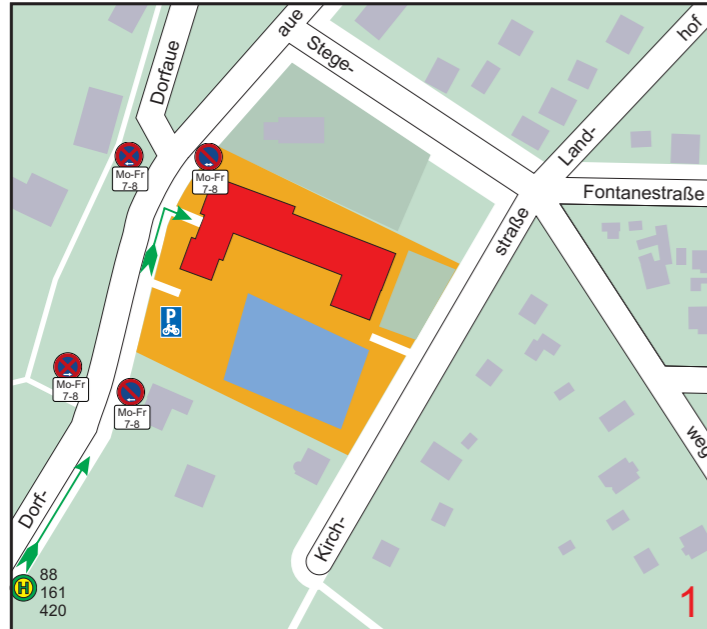 aue
Stege-
hof
Land-
Dorfaue
Mo-Fr
7-8
Mo-Fr
7-8
Fontanestraße
straße
P
Mo-Fr
7-8
Mo-Fr
7-8
weg
Dorf-
Kirch-
H
88
161
420
1